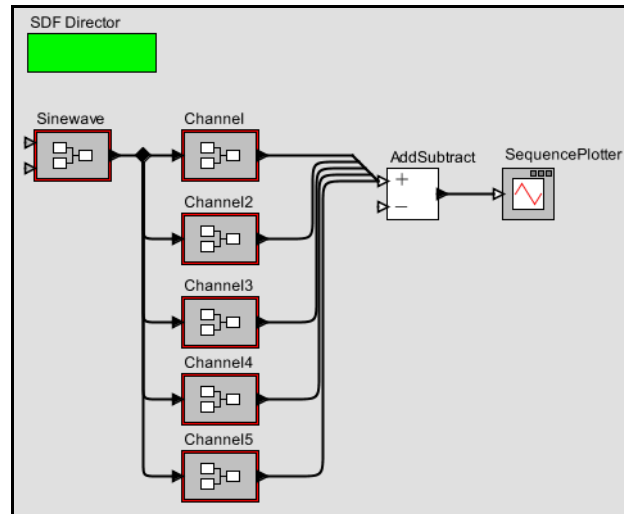 SDF Director
Sinewave
Channel
AddSubtract
SequencePlotter
+
−
Channel2
Channel3
Channel4
Channel5